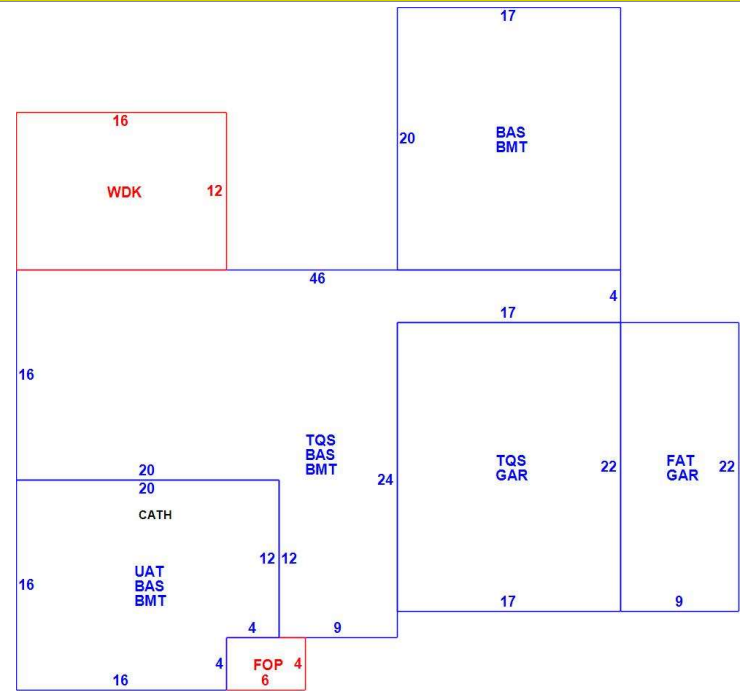 17
20
BAS
BMT
16
WDK
12
46
4
17
16
TQS
BAS
BMT
24
TQS
GAR
22
FAT
GAR
22
20
20
CATH
12
12
16
UAT
BAS
BMT
17
9
4
9
4
FOP
4
16
6